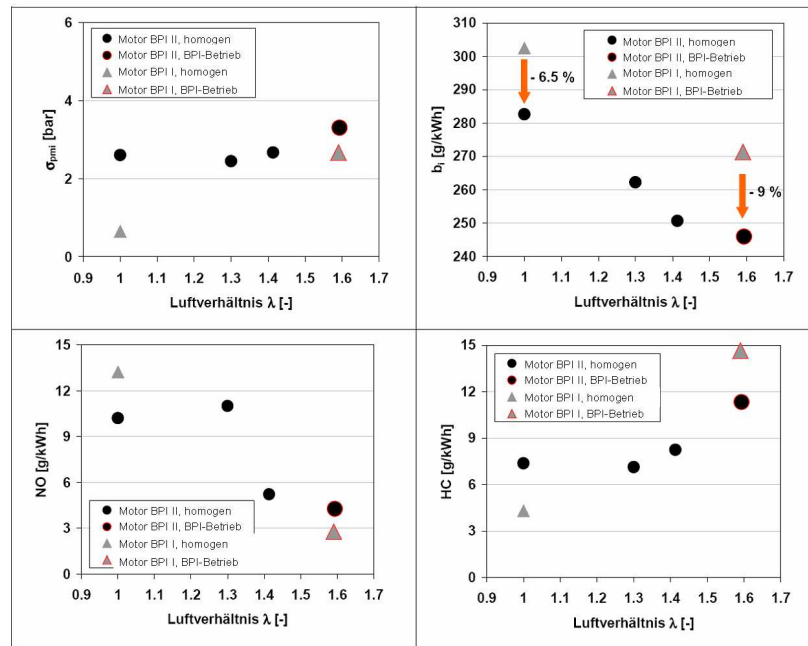 6
4
2
0
0.9 1 1.1 1.2 1.3 1.4 1.5 1.6 1.7
σpmi [bar]
Luftverhältnis λ [-]
Motor BPI II, homogen
Motor BPI II, BPI-Betrieb
Motor BPI I, homogen
Motor BPI I, BPI-Betrieb
310
300
290
280
270
260
250
240
0.9 1 1.1 1.2 1.3 1.4 1.5 1.6 1.7
bi [g/kWh]
Luftverhältnis λ [-]
Motor BPI II, homogen
Motor BPI II, BPI-Betrieb
Motor BPI I, homogen
Motor BPI I, BPI-Betrieb
- 6.5 %
- 9 %
15
12
9
6
3
0
0.9 1 1.1 1.2 1.3 1.4 1.5 1.6 1.7
NO [g/kWh]
Luftverhältnis λ [-]
Motor BPI II, homogen
Motor BPI II, BPI-Betrieb
Motor BPI I, homogen
Motor BPI I, BPI-Betrieb
15
12
9
6
3
0
0.9 1 1.1 1.2 1.3 1.4 1.5 1.6 1.7
HC [g/kWh]
Luftverhältnis λ [-]
Motor BPI II, homogen
Motor BPI II, BPI-Betrieb
Motor BPI I, homogen
Motor BPI I, BPI-Betrieb